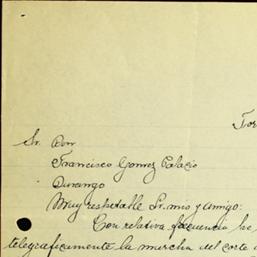 Tor
Sr. Don
Francisco Gomez Palacio
Durango
Muy respetable Sr. mio y Amigo:
Con relativa frecuencia he
telegraficamente la marcha del corte